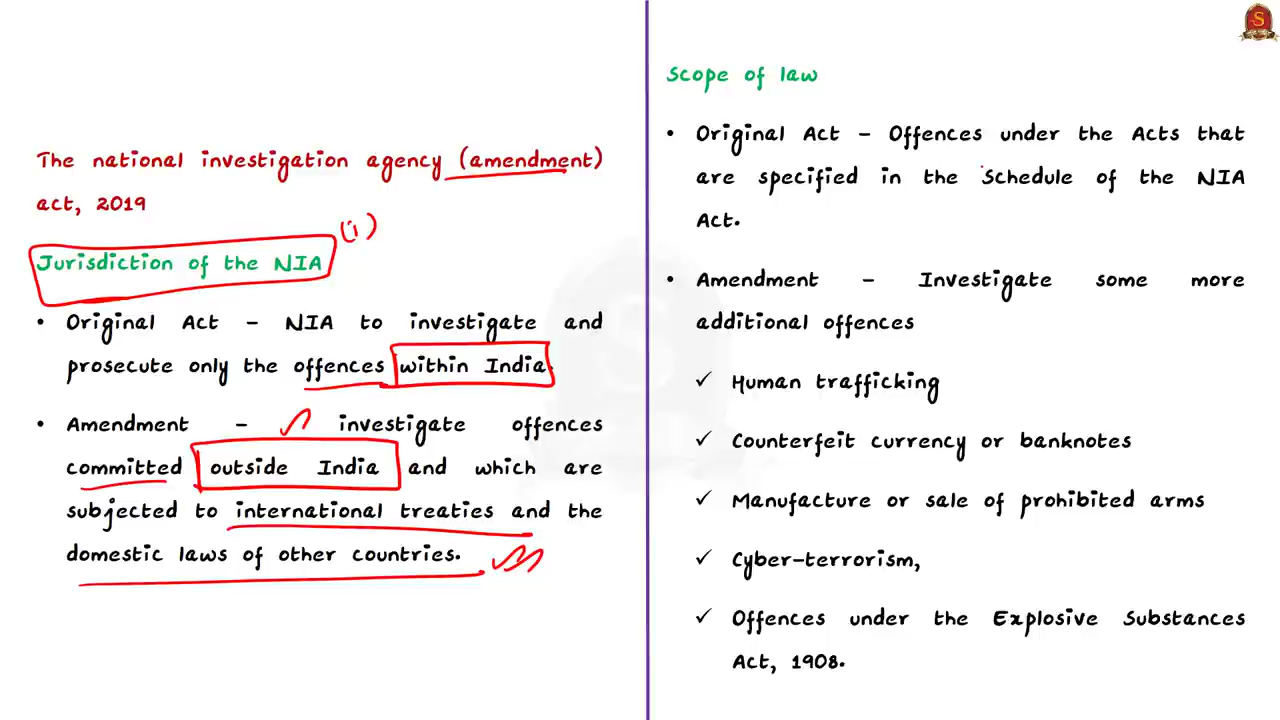 The national investigation agency (amendment)
act, 2019
(1)
Jurisdiction of the NIA
• Original Act – NIA to investigate and
prosecute only the offences within India.
• Amendment – investigate offences
committed outside India and which are
subjected to international treaties and the
domestic laws of other countries.
S
Scope of law
• Original Act – Offences under the Acts that
are specified in the Schedule of the NIA
Act.
• Amendment – Investigate some more
additional offences
✓ Human trafficking
✓ Counterfeit currency or banknotes
✓ Manufacture or sale of prohibited arms
✓ Cyber-terrorism,
✓ Offences under the Explosive Substances
Act, 1908.